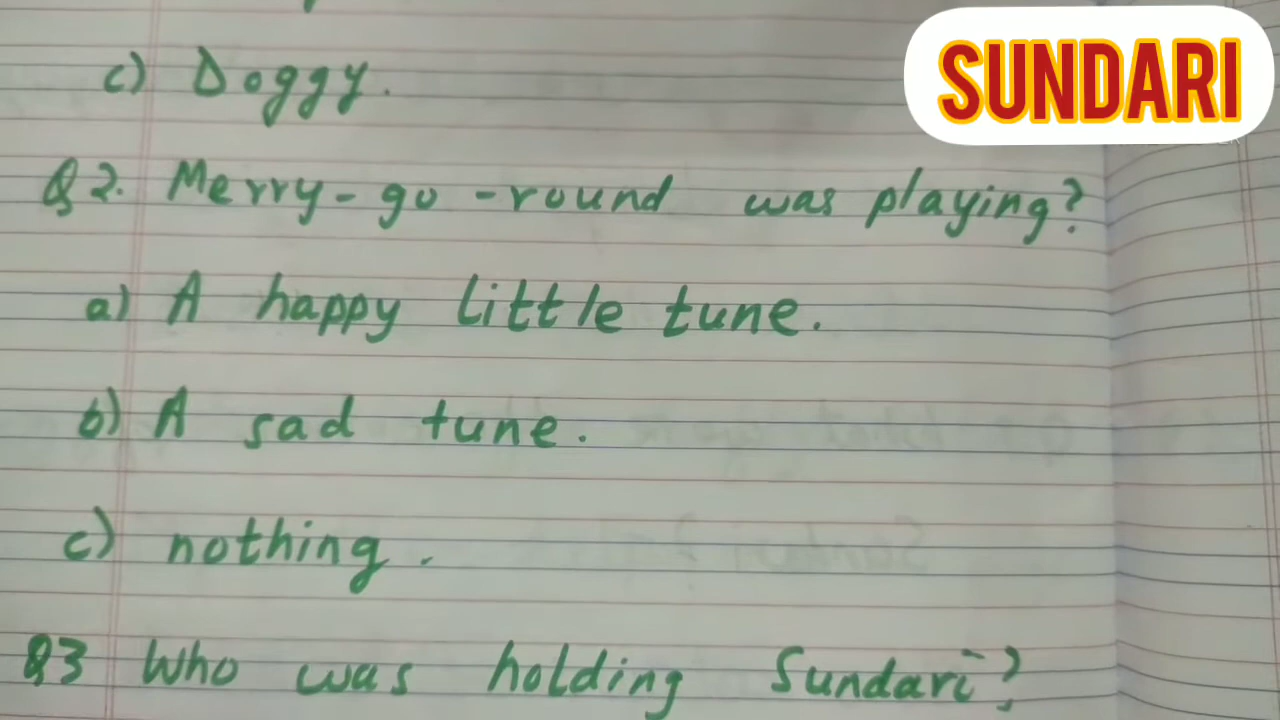 SUNDARI
c) Doggy.
Q2. Merry-go-round was playing?
a) A happy little tune.
b) A sad tune.
c) nothing.
Q3 Who was holding Sundari?